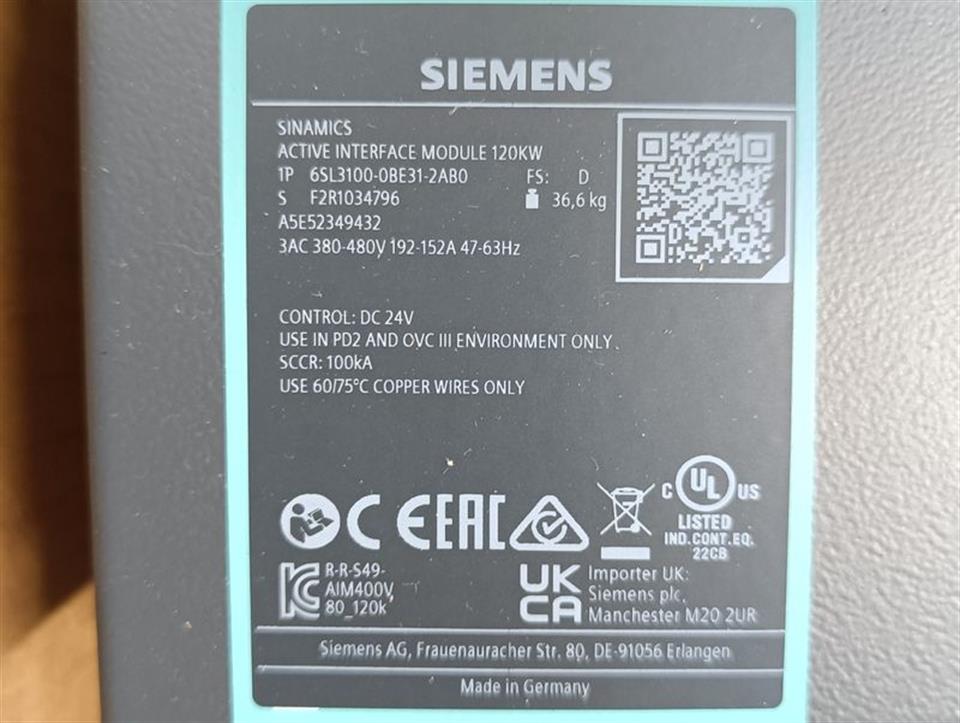 SIEMENS
SINAMICS
ACTIVE INTERFACE MODULE 120KW
1P 6SL3100-0BE31-2AB0 FS: D
S F2R1034796 36,6 kg
A5E52349432
3AC 380-480V 192-152A 47-63Hz
CONTROL: DC 24V
USE IN PD2 AND OVC III ENVIRONMENT ONLY.
SCCR: 100kA
USE 60/75°C COPPER WIRES ONLY
C UL US
LISTED
IND.CONT.EQ.
22CB
CE EAC
R-R-S49-
AIM400V
80_120k
UK
CA
Importer UK:
Siemens plc,
Manchester M20 2UR
Siemens AG, Frauenauracher Str. 80, DE-91056 Erlangen
Made in Germany